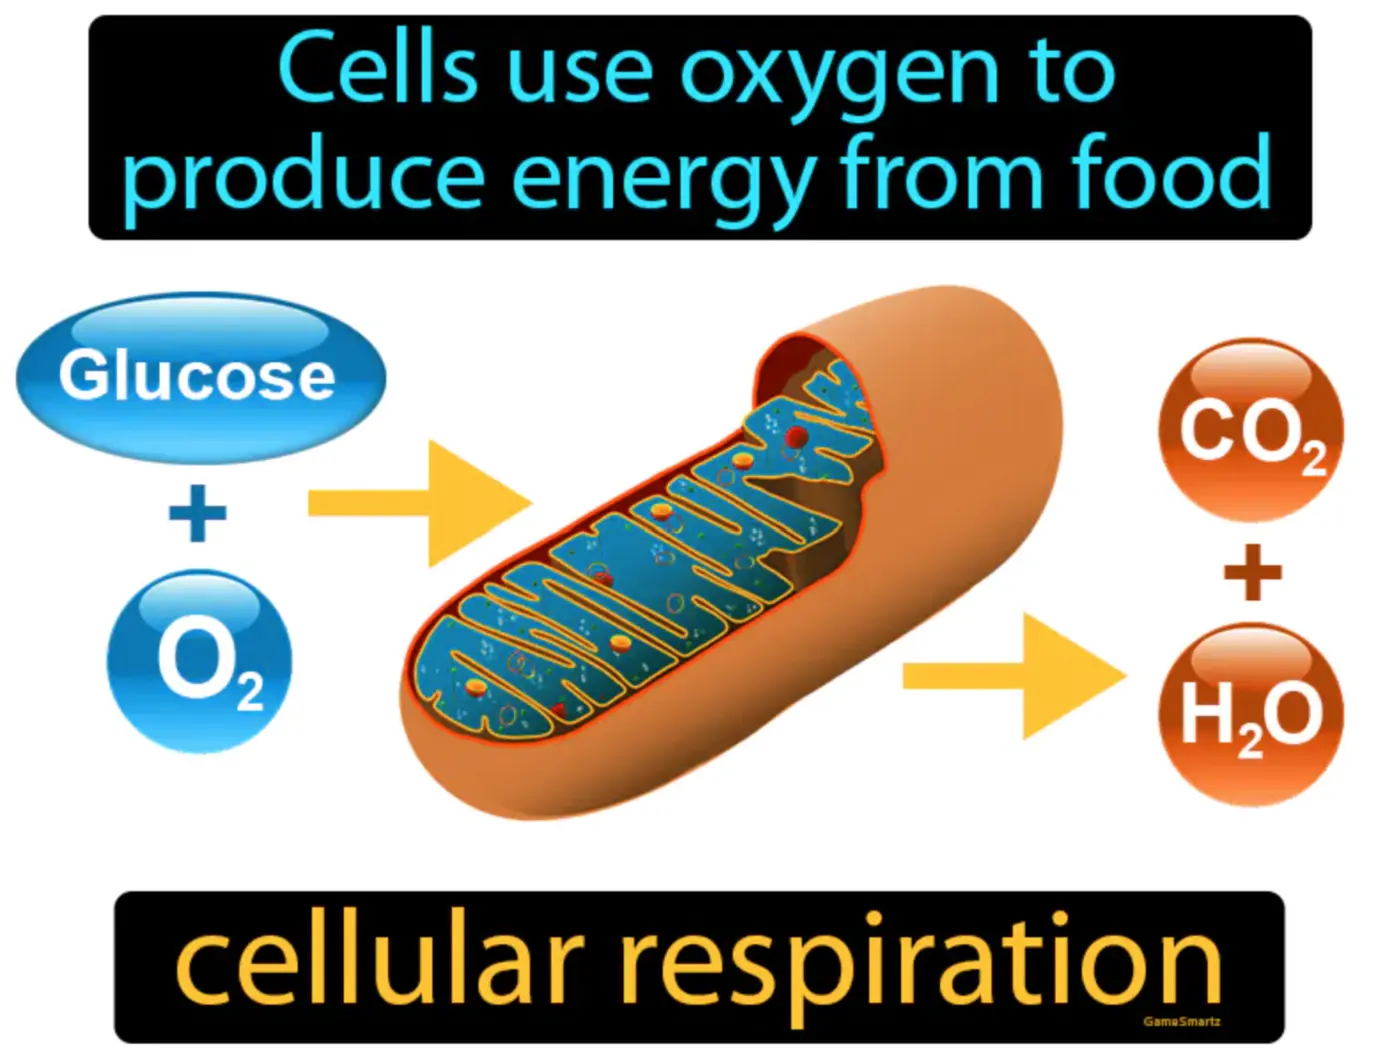 Cells use oxygen to
produce energy from food
Glucose
+
O₂
CO₂
+
H₂O
cellular respiration
GameSmartz